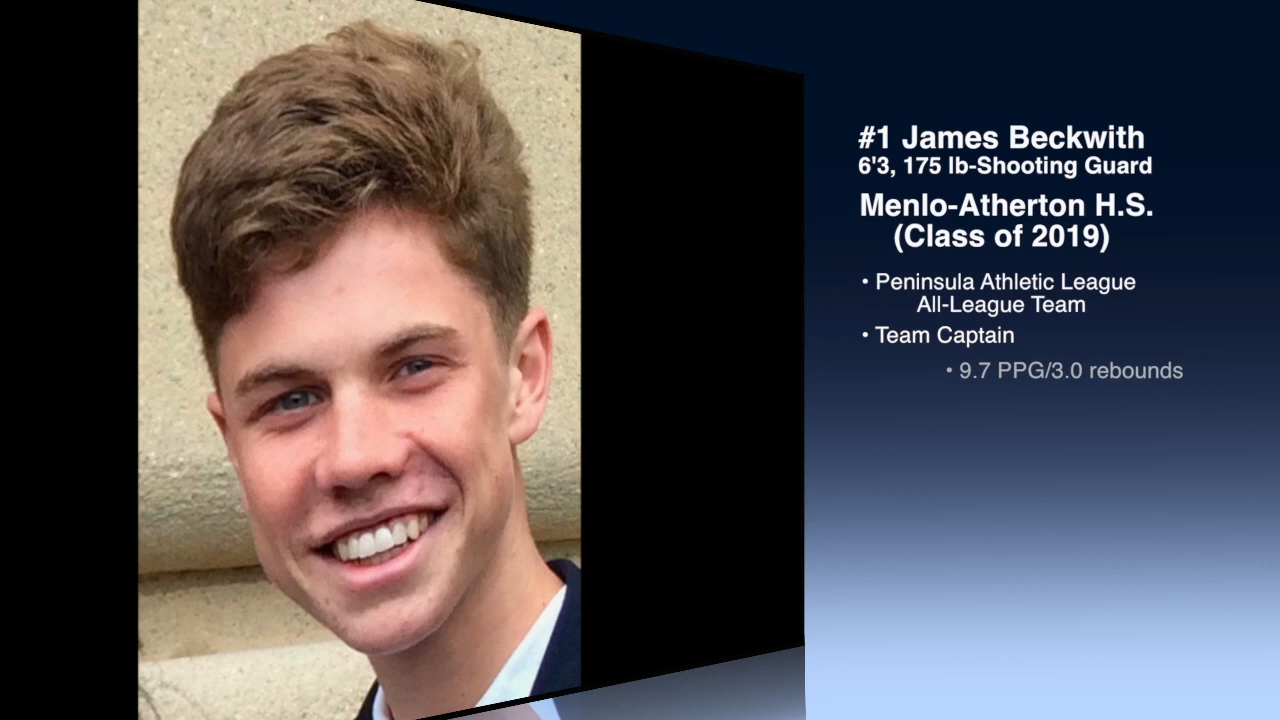 #1 James Beckwith
6'3, 175 lb-Shooting Guard
Menlo-Atherton H.S.
(Class of 2019)
• Peninsula Athletic League
All-League Team
• Team Captain
• 9.7 PPG/3.0 rebounds